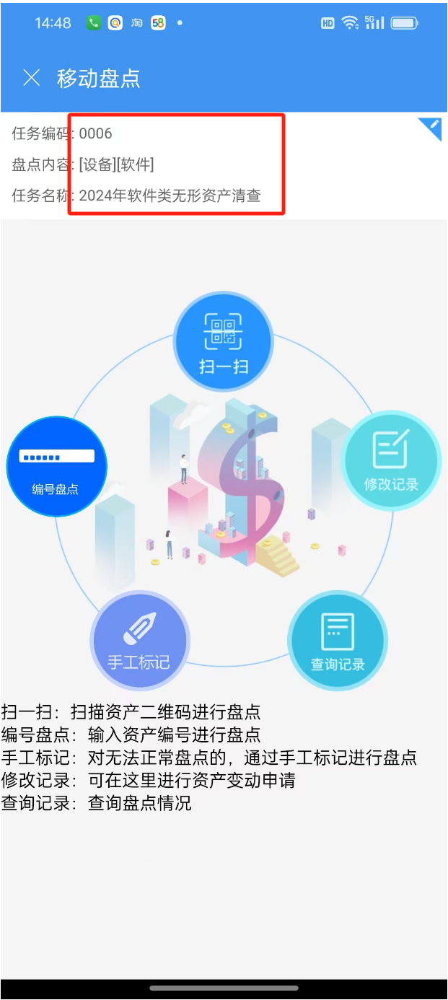 14:48 淘 58 HD 5G
移动盘点
任务编码: 0006
盘点内容: [设备][软件]
任务名称: 2024年软件类无形资产清查
扫一扫
编号盘点
修改记录
手工标记
查询记录
扫一扫：扫描资产二维码进行盘点
编号盘点：输入资产编号进行盘点
手工标记：对无法正常盘点的，通过手工标记进行盘点
修改记录：可在这里进行资产变动申请
查询记录：查询盘点情况